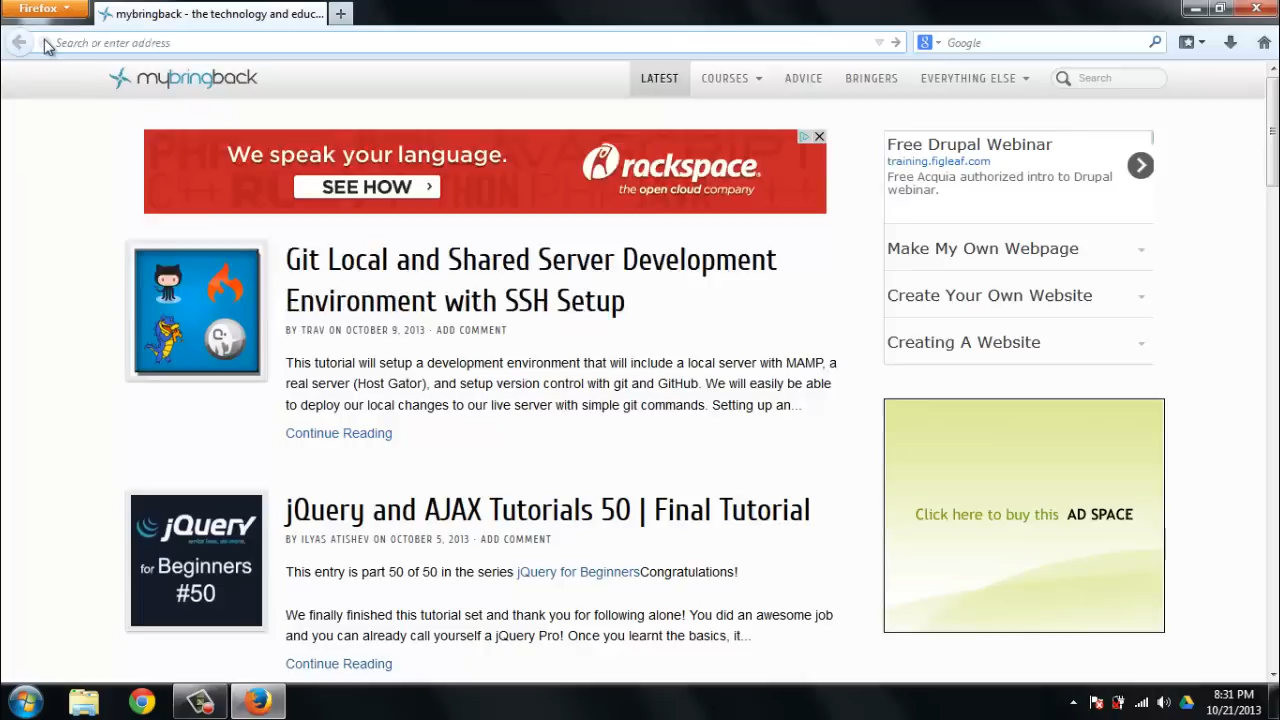 Firefox
mybringback - the technology and educ...
Search or enter address
Google
mybringback
LATEST
COURSES
ADVICE
BRINGERS
EVERYTHING ELSE
Search
We speak your language.
SEE HOW
rackspace
the open cloud company
Free Drupal Webinar
training.figleaf.com
Free Acquia authorized intro to Drupal
webinar.
Make My Own Webpage
Create Your Own Website
Creating A Website
Click here to buy this AD SPACE
Git Local and Shared Server Development
Environment with SSH Setup
BY TRAV ON OCTOBER 9, 2013 · ADD COMMENT
This tutorial will setup a development environment that will include a local server with MAMP, a
real server (Host Gator), and setup version control with git and GitHub. We will easily be able
to deploy our local changes to our live server with simple git commands. Setting up an...
Continue Reading
jQuery
for Beginners
#50
jQuery and AJAX Tutorials 50 | Final Tutorial
BY ILYAS ATISHEV ON OCTOBER 5, 2013 · ADD COMMENT
This entry is part 50 of 50 in the series jQuery for BeginnersCongratulations!
We finally finished this tutorial set and thank you for following alone! You did an awesome job
and you can already call yourself a jQuery Pro! Once you learnt the basics, it...
Continue Reading
8:31 PM
10/21/2013